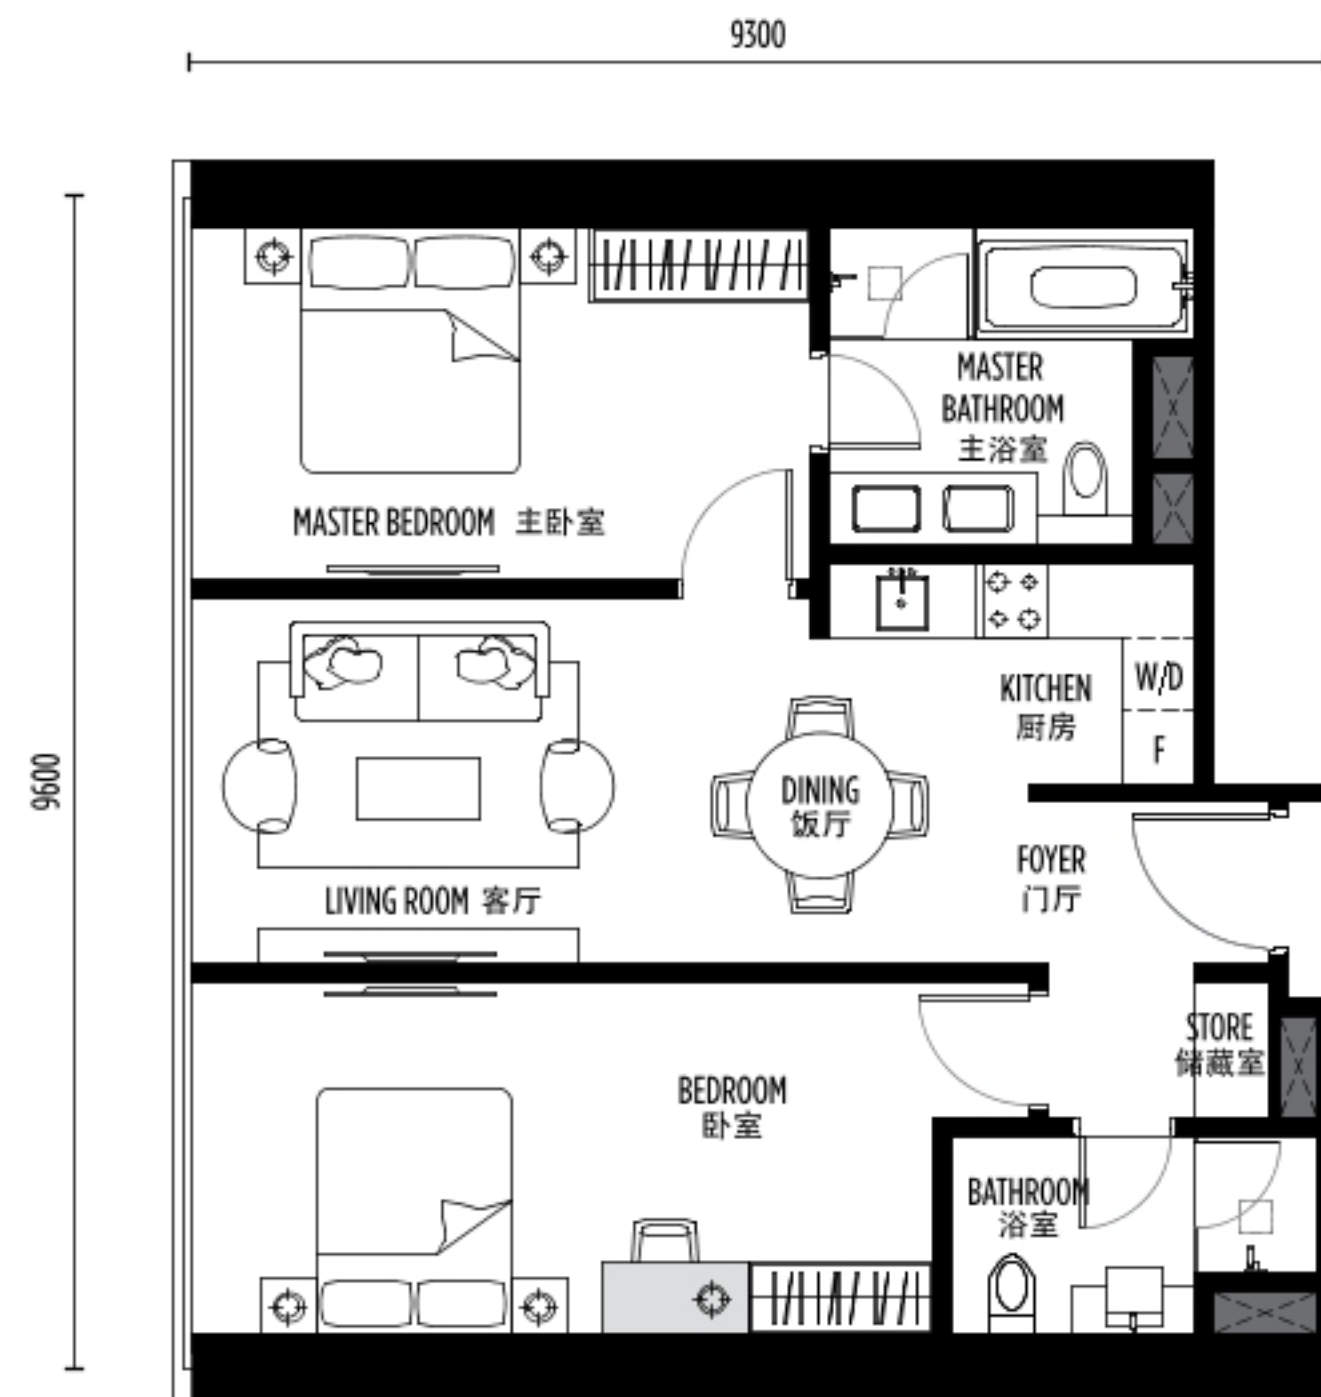 9300
9600
MASTER
BATHROOM
主浴室
MASTER BEDROOM 主卧室
KITCHEN
厨房
W/D
F
DINING
饭厅
FOYER
门厅
LIVING ROOM 客厅
STORE
储藏室
BEDROOM
卧室
BATHROOM
浴室